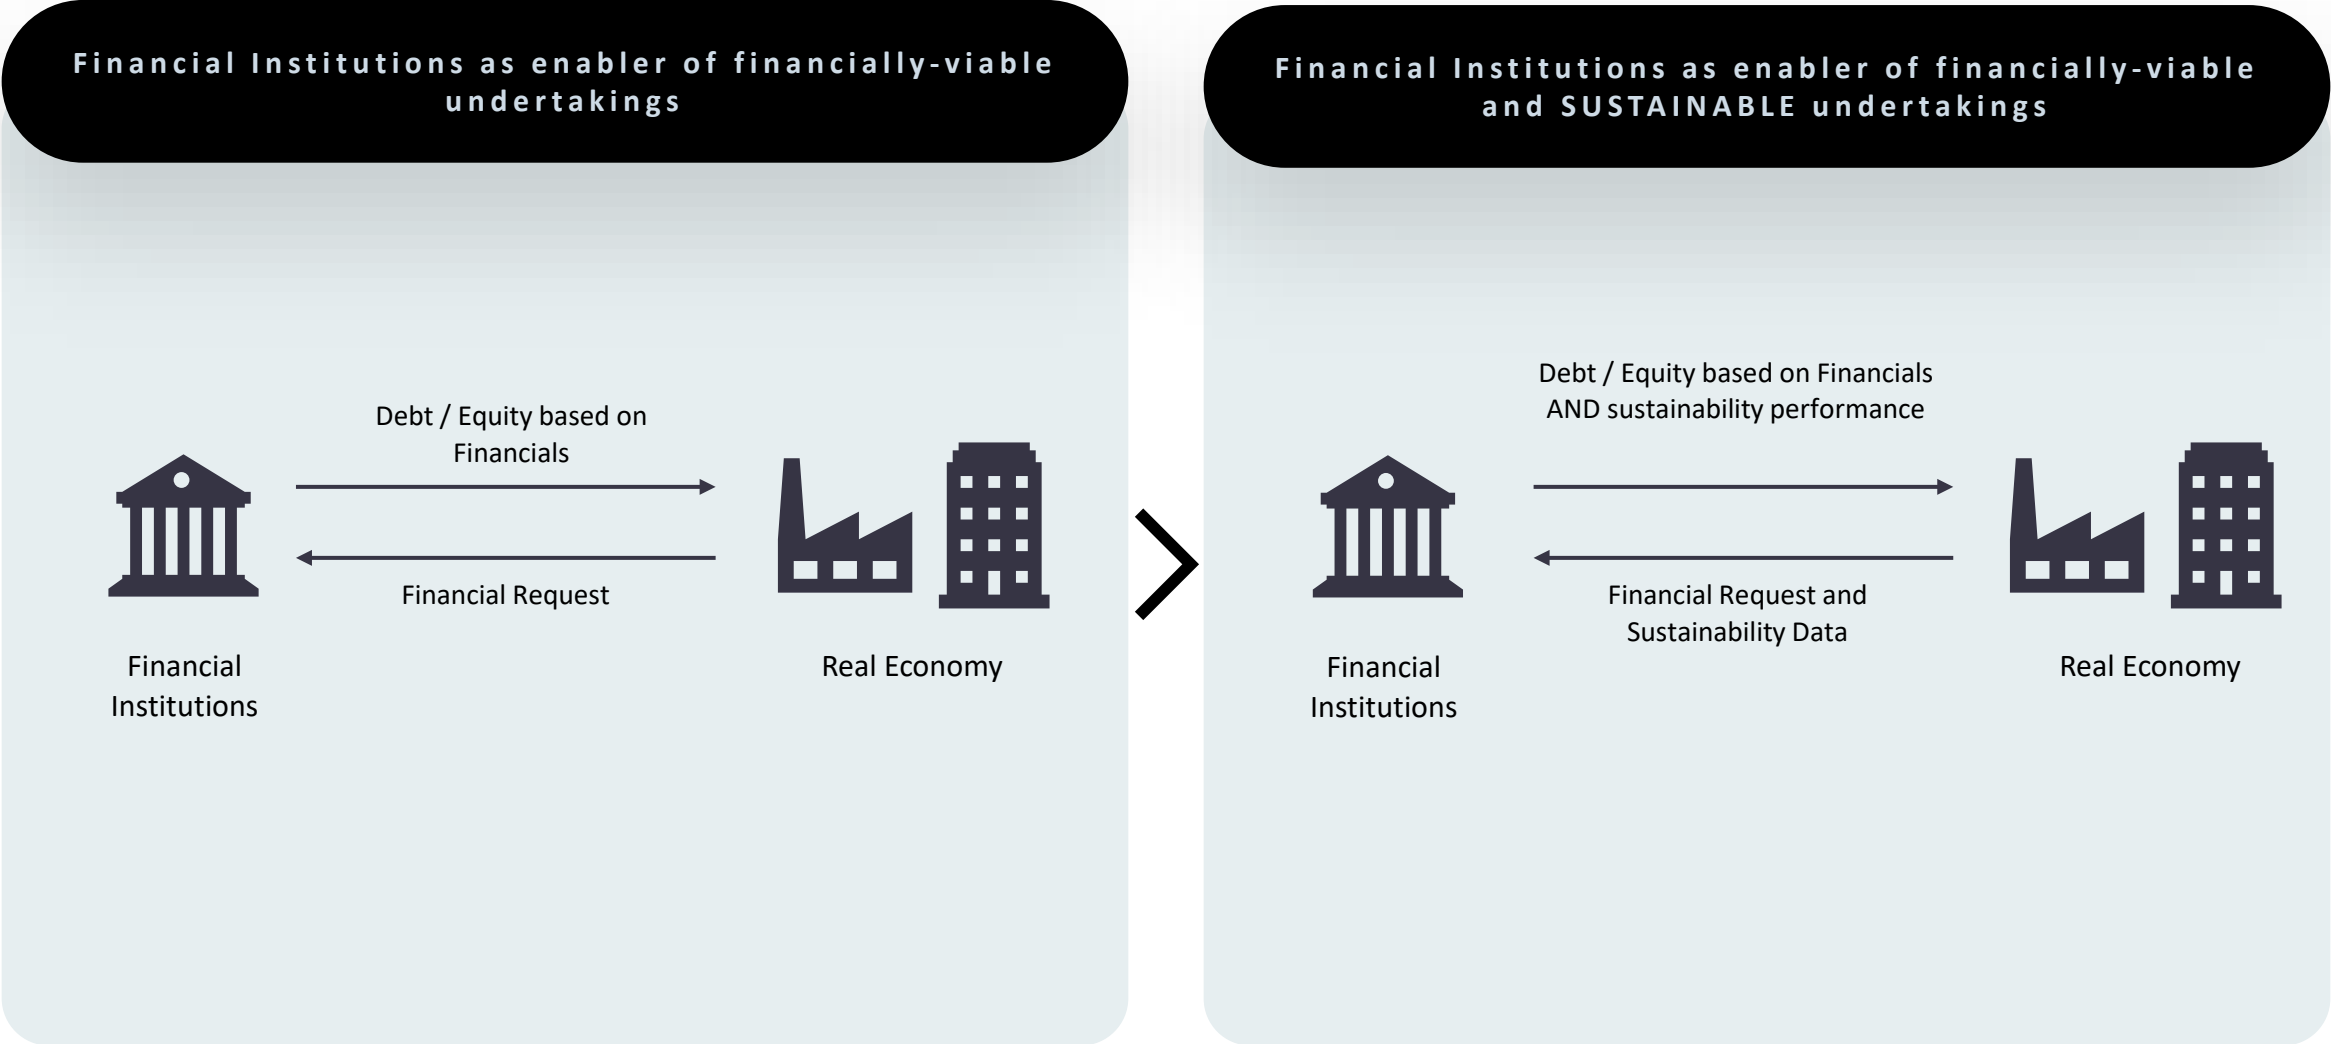 Financial Institutions as enabler of financially-viable
undertakings
Debt / Equity based on
Financials
Financial Request
Financial
Institutions
Real Economy
Financial Institutions as enabler of financially-viable
and SUSTAINABLE undertakings
Debt / Equity based on Financials
AND sustainability performance
Financial Request and
Sustainability Data
Financial
Institutions
Real Economy